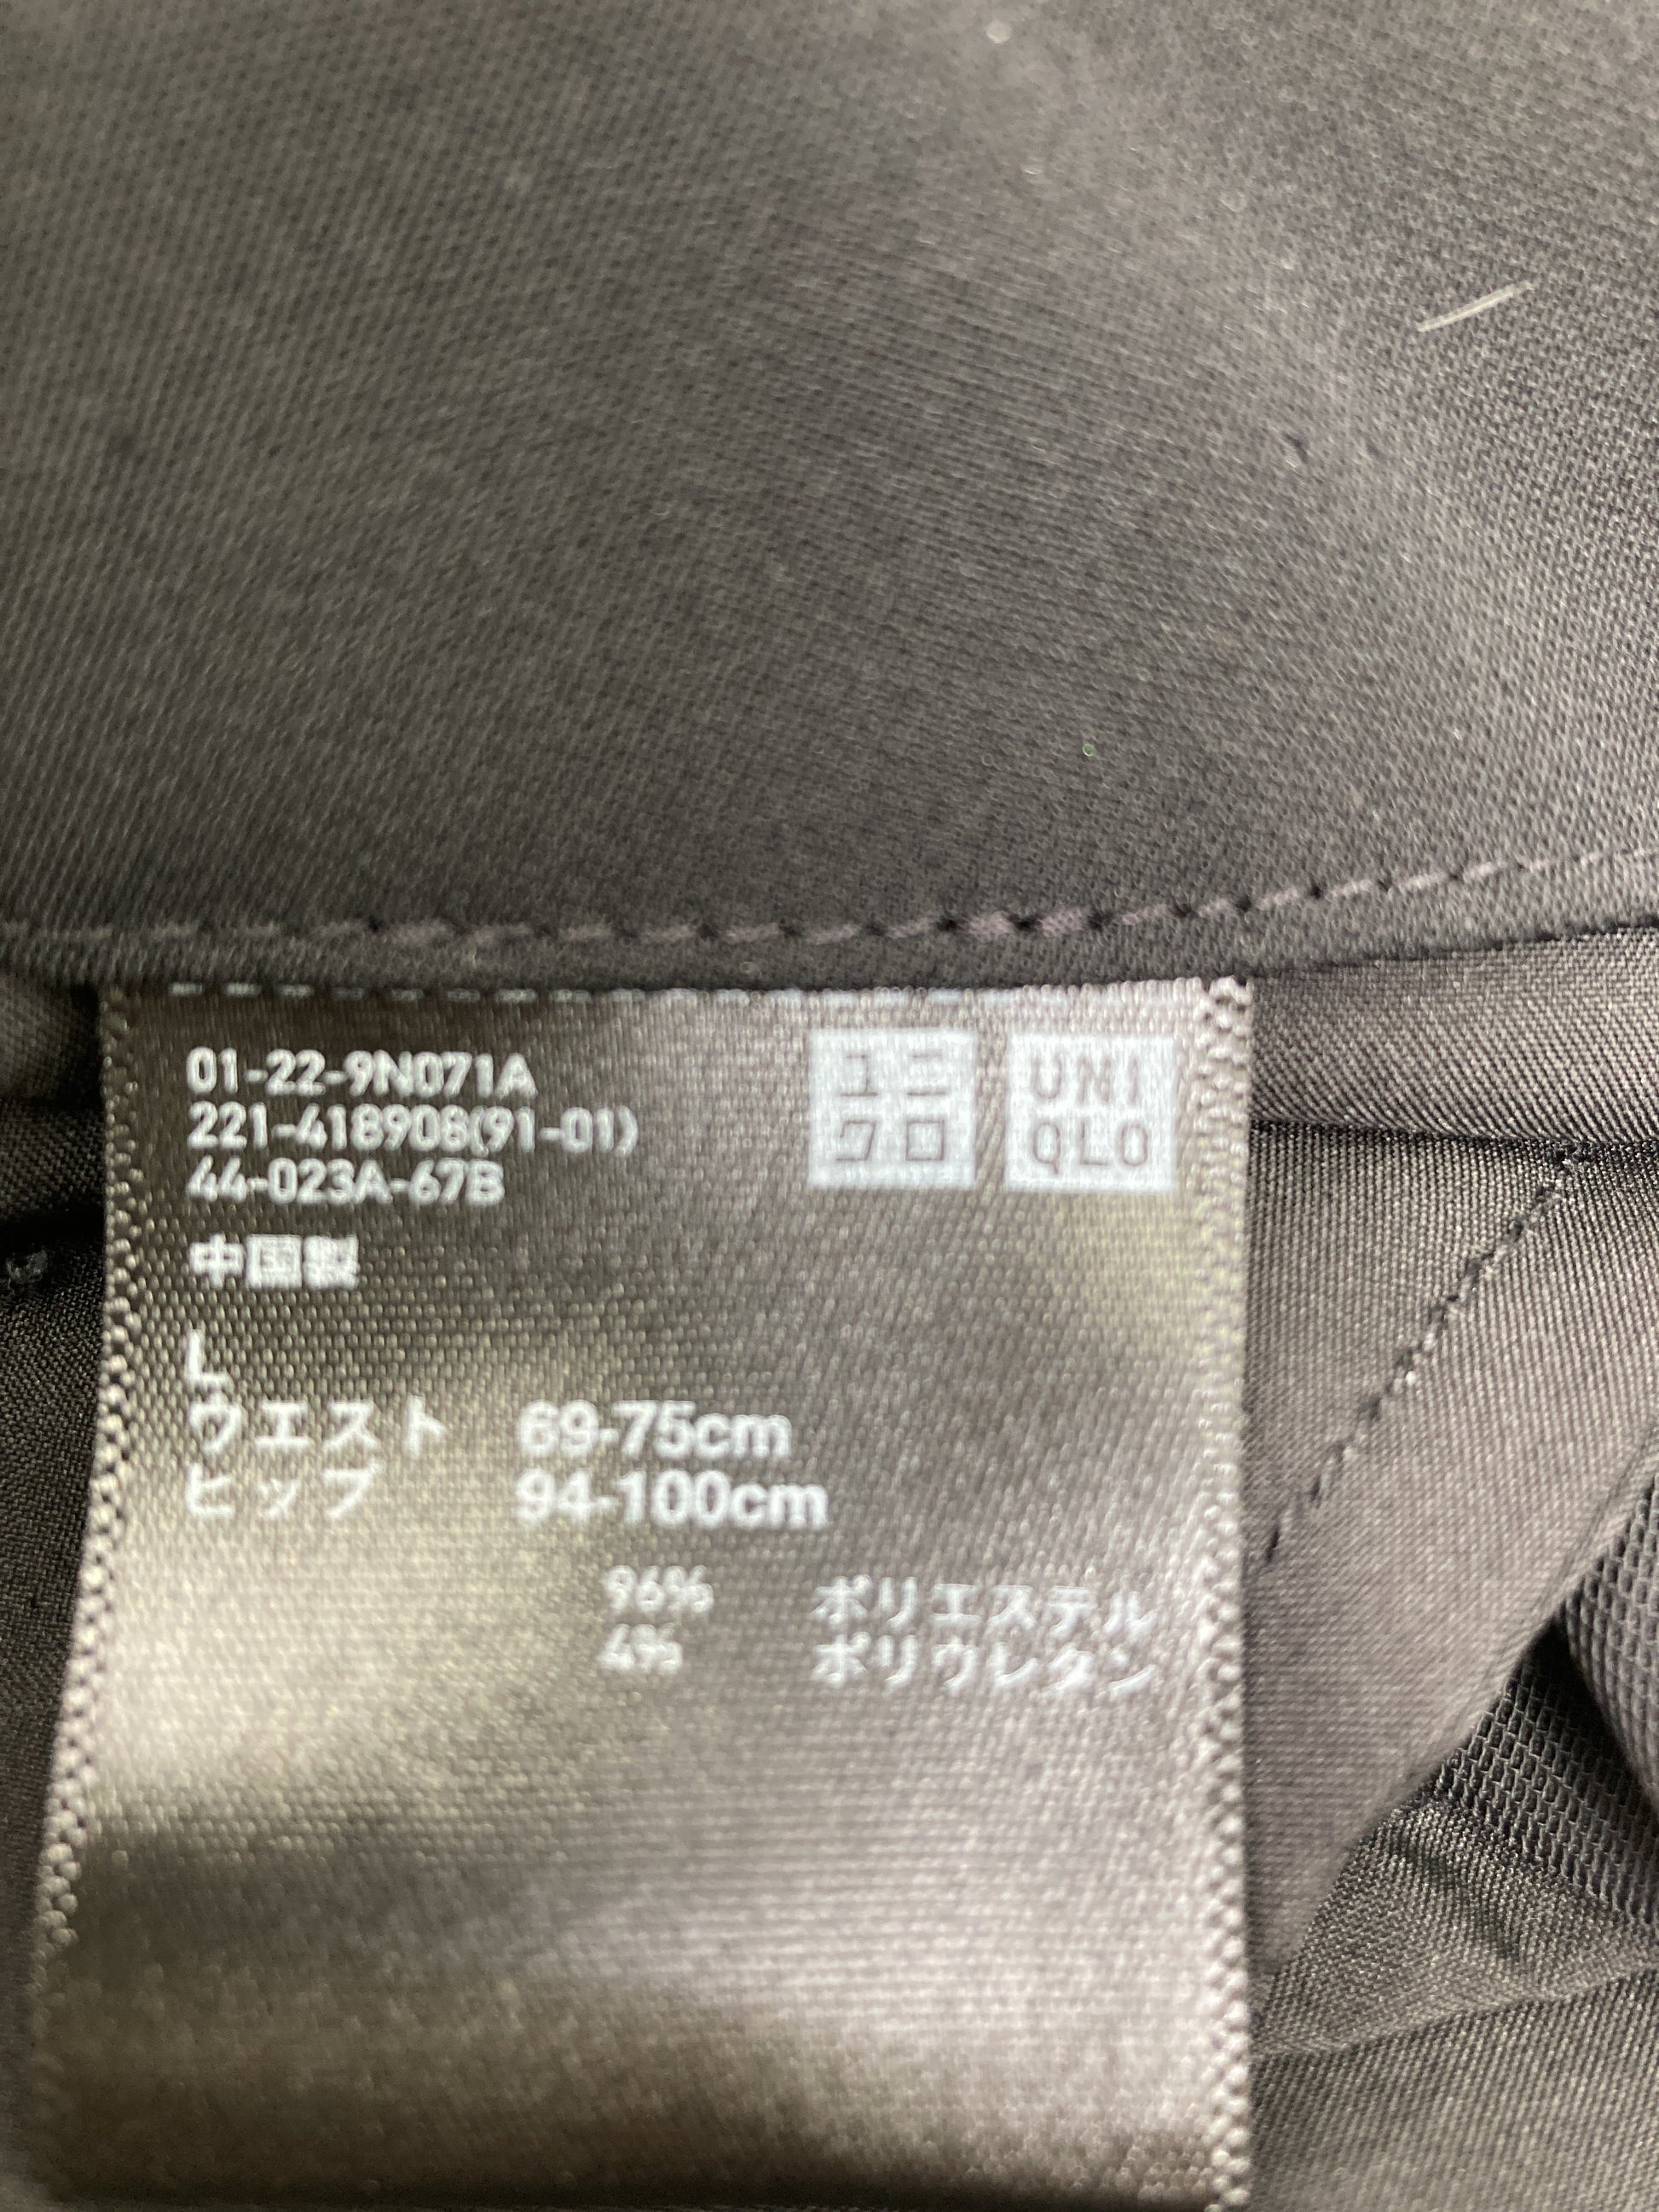 01-22-9N071A
221-418908(91-01)
44-023A-67B
ユニ
クロ
UNI
QLO
中国製
L
ウエスト 69-75cm
ヒップ 94-100cm
96% ポリエステル
4% ポリウレタン